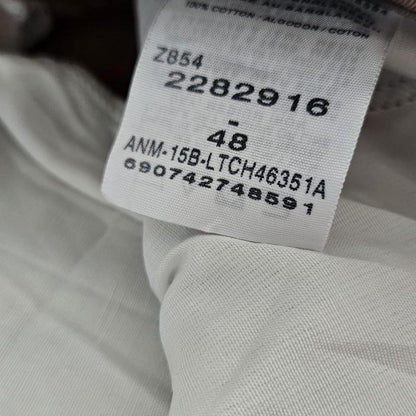 100% COTTON - ALGODON / COTON
Z854
2282916
-
48
ANM-15B-LTCH46351A
690742748591